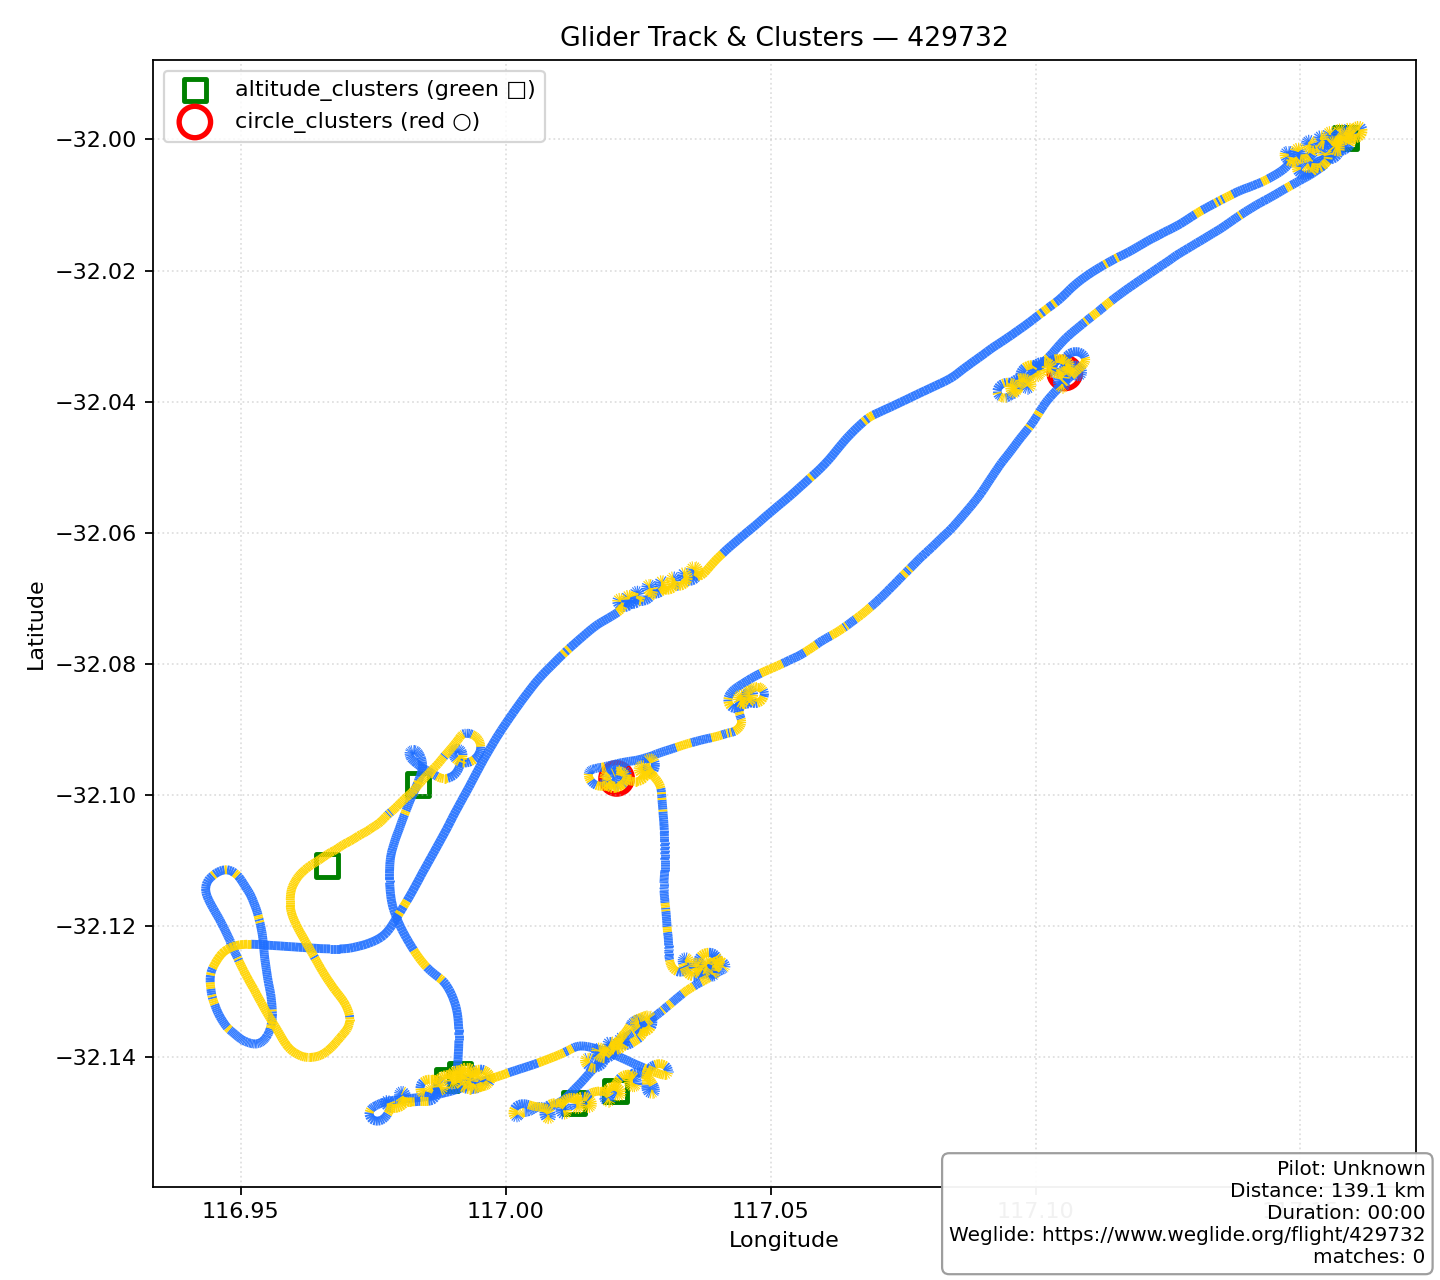 Glider Track & Clusters — 429732
altitude_clusters (green □)
circle_clusters (red ○)
−32.00
−32.02
−32.04
−32.06
−32.08
−32.10
−32.12
−32.14
Latitude
116.95
117.00
117.05
117.10
Longitude
Pilot: Unknown
Distance: 139.1 km
Duration: 00:00
Weglide: https://www.weglide.org/flight/429732
matches: 0